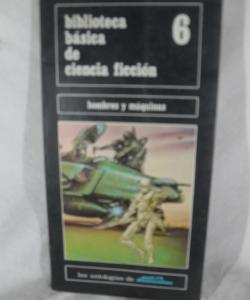 biblioteca
básica
de
ciencia ficción
6
hombres y máquinas
las antologías de